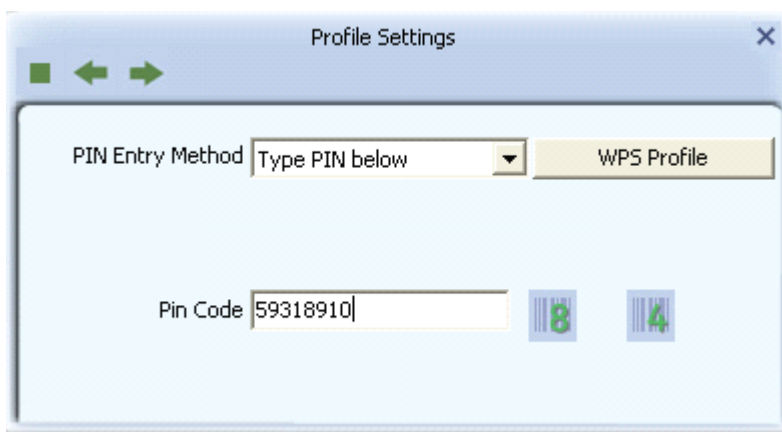 Profile Settings
PIN Entry Method Type PIN below WPS Profile
Pin Code 59318910 8 4